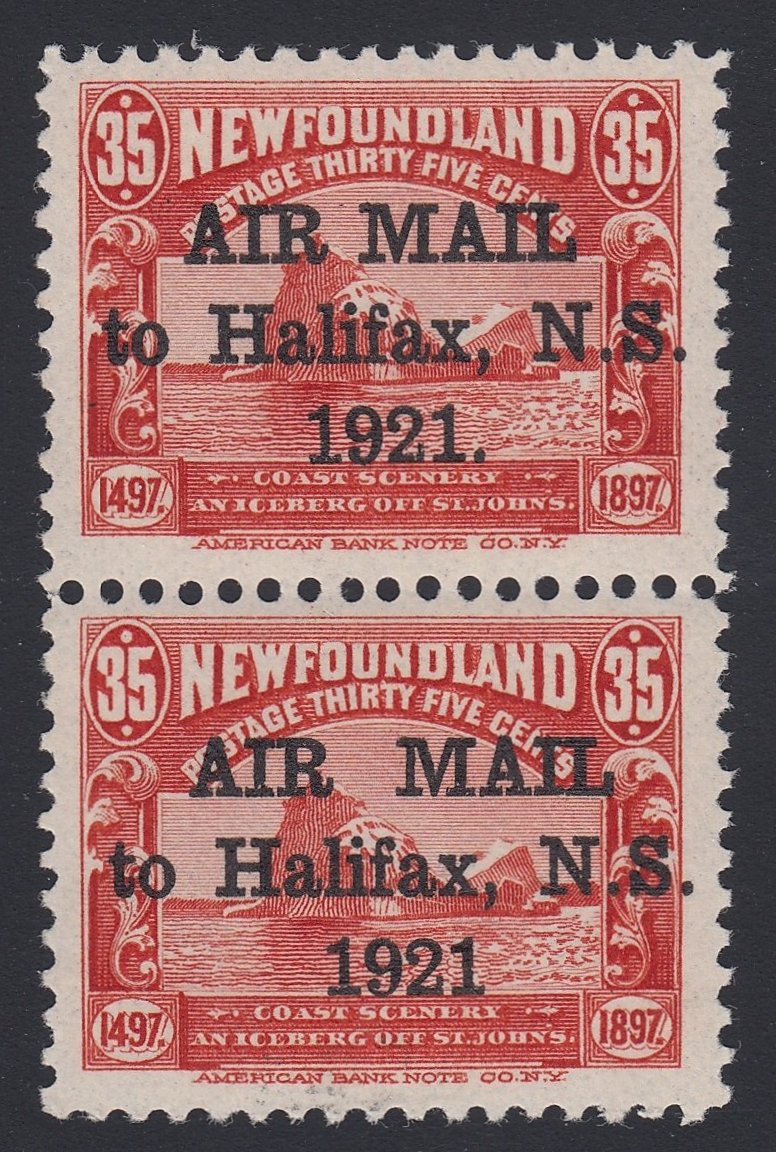 35 NEWFOUNDLAND 35
POSTAGE THIRTY FIVE CENTS
AIR MAIL
to Halifax, N.S.
1921.
1497. COAST SCENERY 1897.
AN ICEBERG OFF ST. JOHN'S.
AMERICAN BANK NOTE CO. N.Y.
35 NEWFOUNDLAND 35
POSTAGE THIRTY FIVE CENTS
AIR MAIL
to Halifax, N.S.
1921
1497. COAST SCENERY 1897.
AN ICEBERG OFF ST. JOHN'S.
AMERICAN BANK NOTE CO. N.Y.